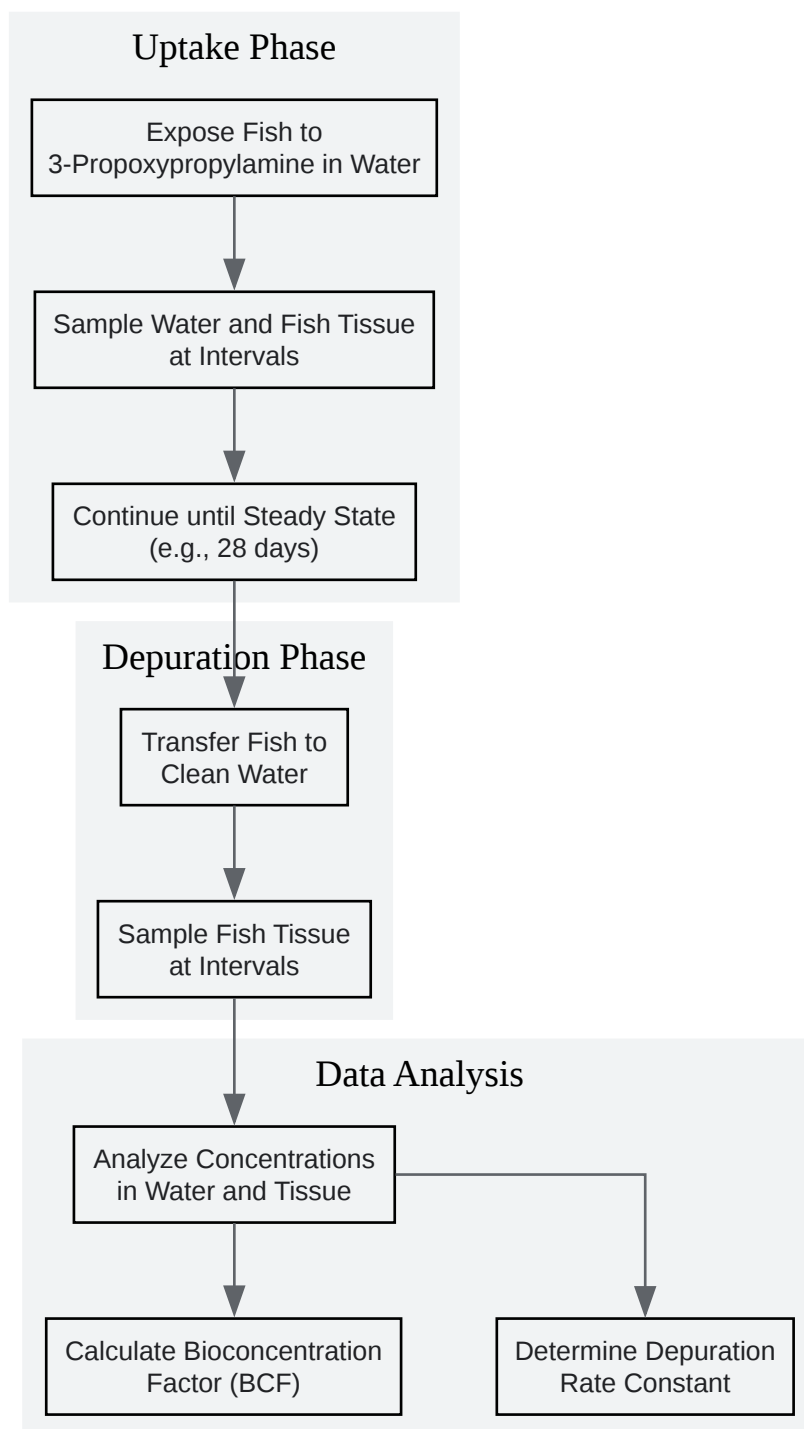 Uptake Phase
Expose Fish to
3-Propoxypropylamine in Water
Sample Water and Fish Tissue
at Intervals
Continue until Steady State
(e.g., 28 days)
Depuration Phase
Transfer Fish to
Clean Water
Sample Fish Tissue
at Intervals
Data Analysis
Analyze Concentrations
in Water and Tissue
Calculate Bioconcentration
Factor (BCF)
Determine Depuration
Rate Constant